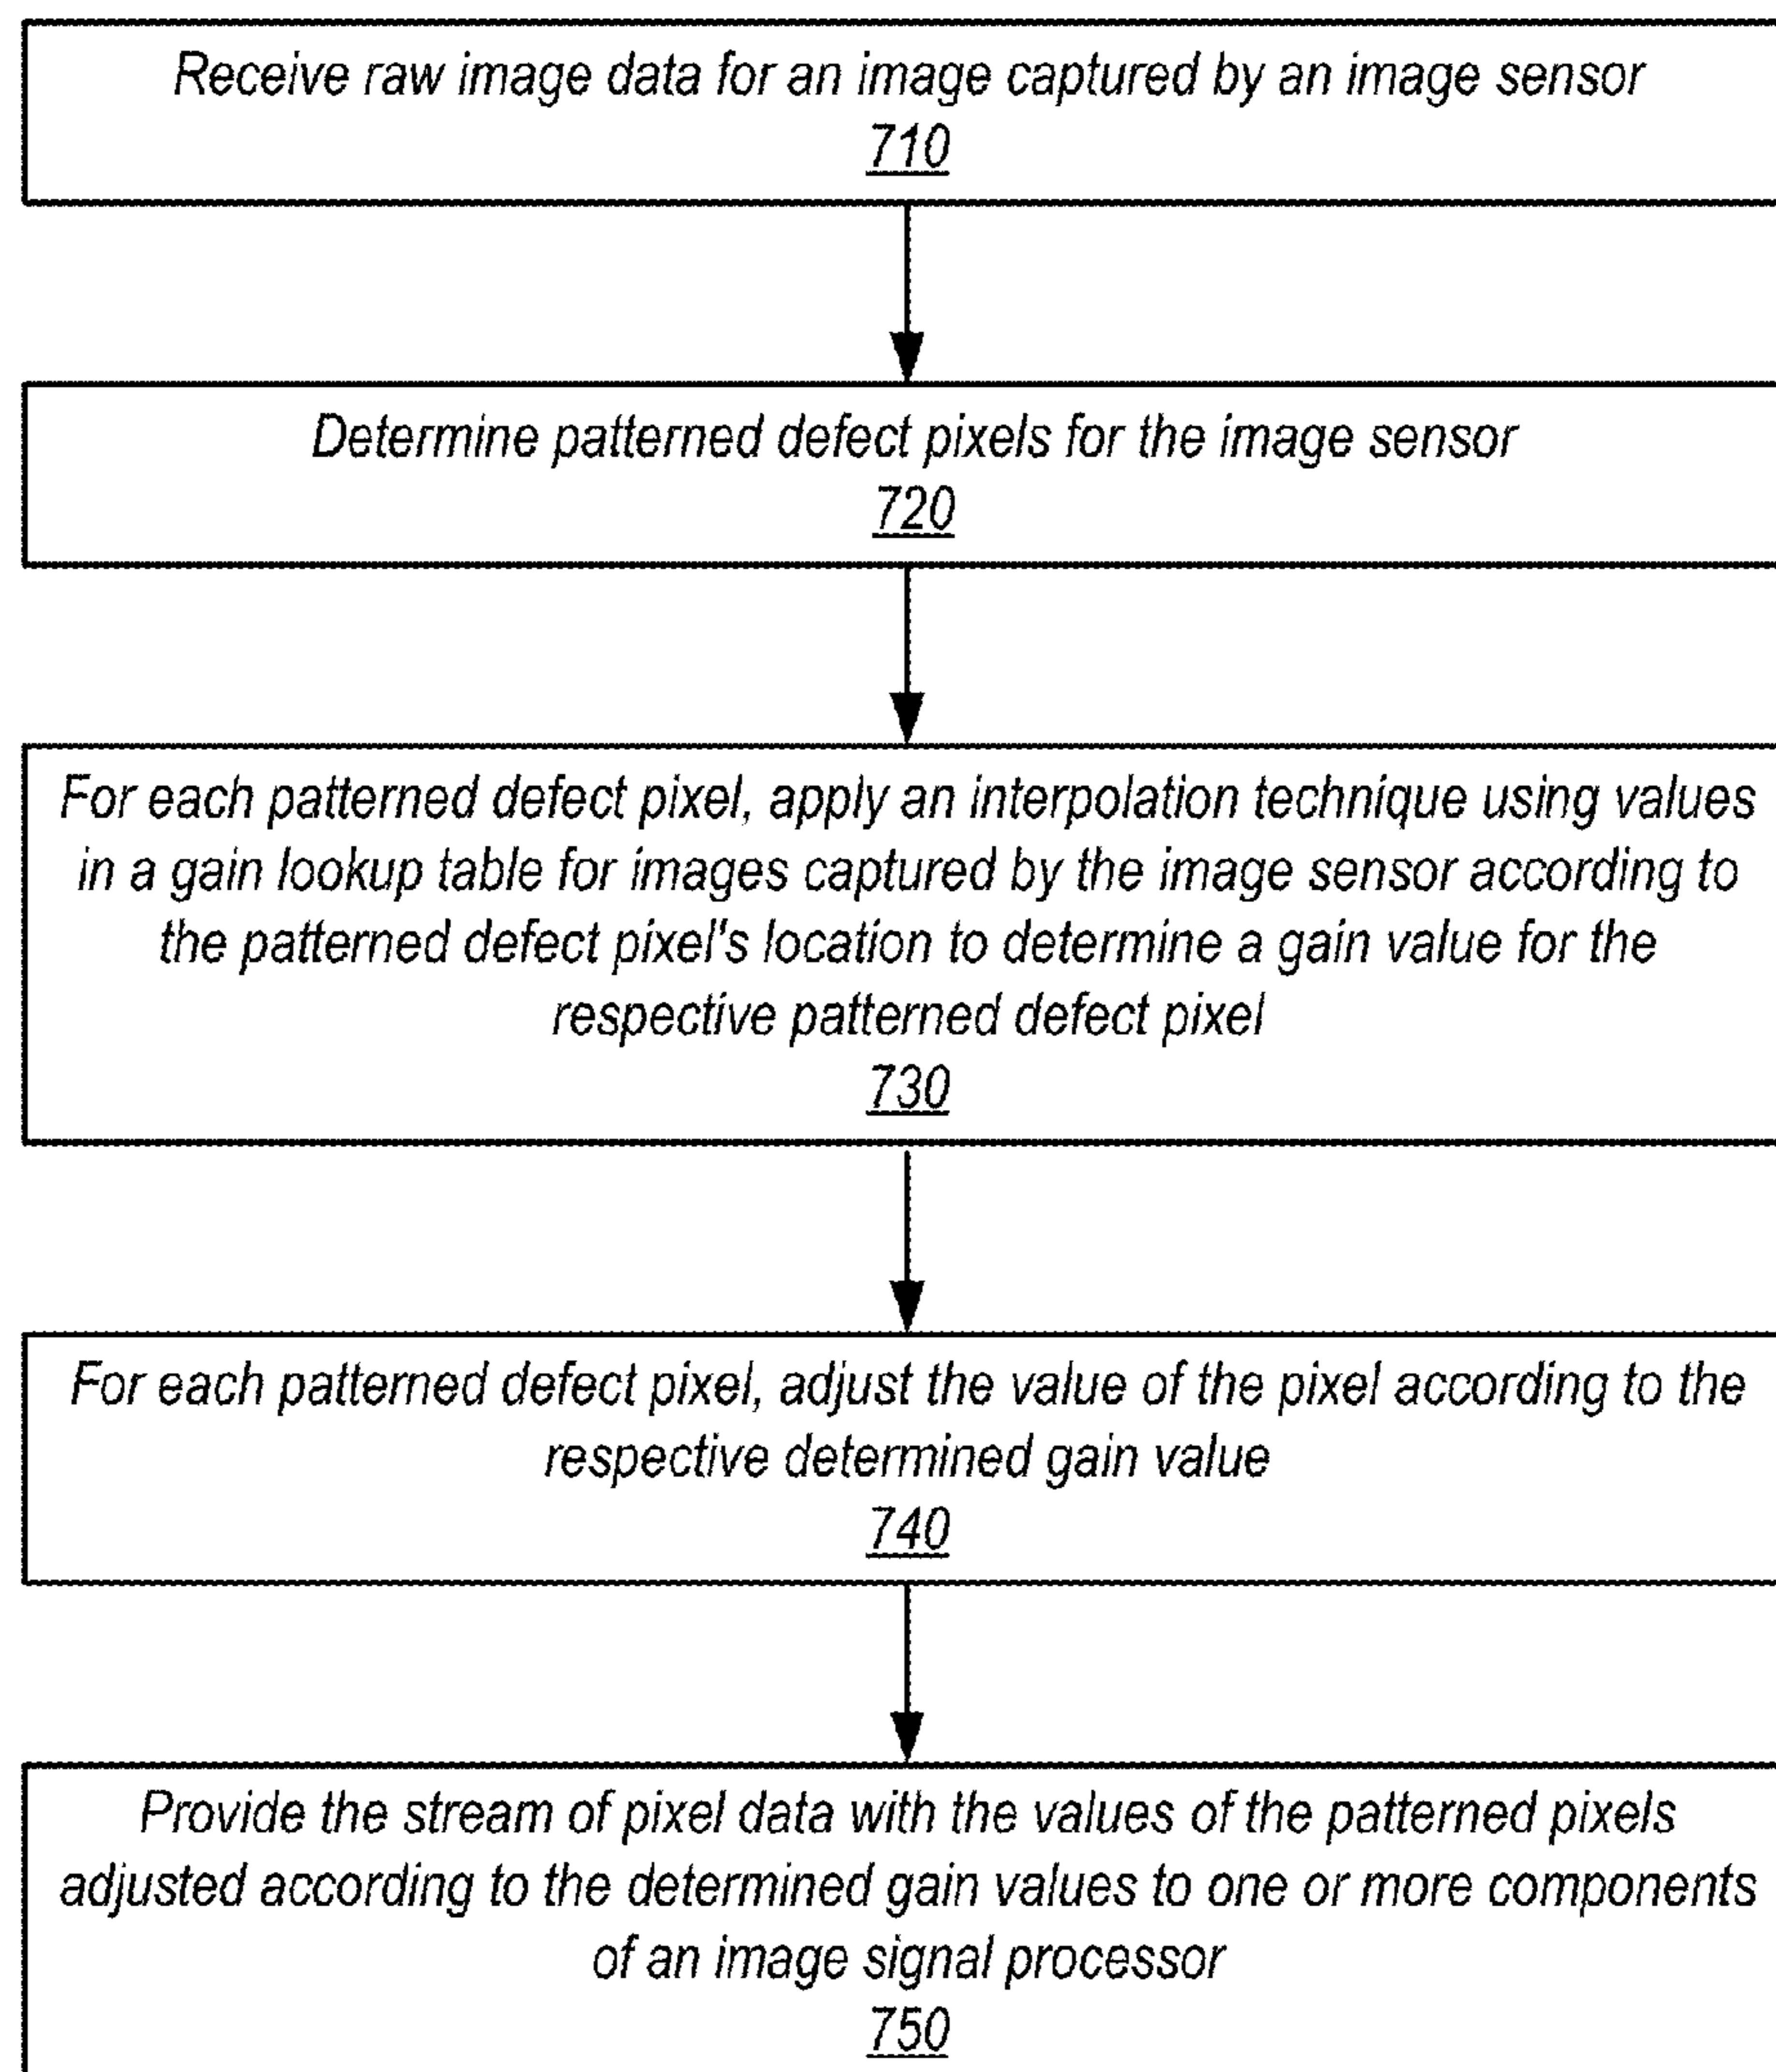 Receive raw image data for an image captured by an image sensor
710
Determine patterned defect pixels for the image sensor
720
For each patterned defect pixel, apply an interpolation technique using values
in a gain lookup table for images captured by the image sensor according to
the patterned defect pixel's location to determine a gain value for the
respective patterned defect pixel
730
For each patterned defect pixel, adjust the value of the pixel according to the
respective determined gain value
740
Provide the stream of pixel data with the values of the patterned pixels
adjusted according to the determined gain values to one or more components
of an image signal processor
750